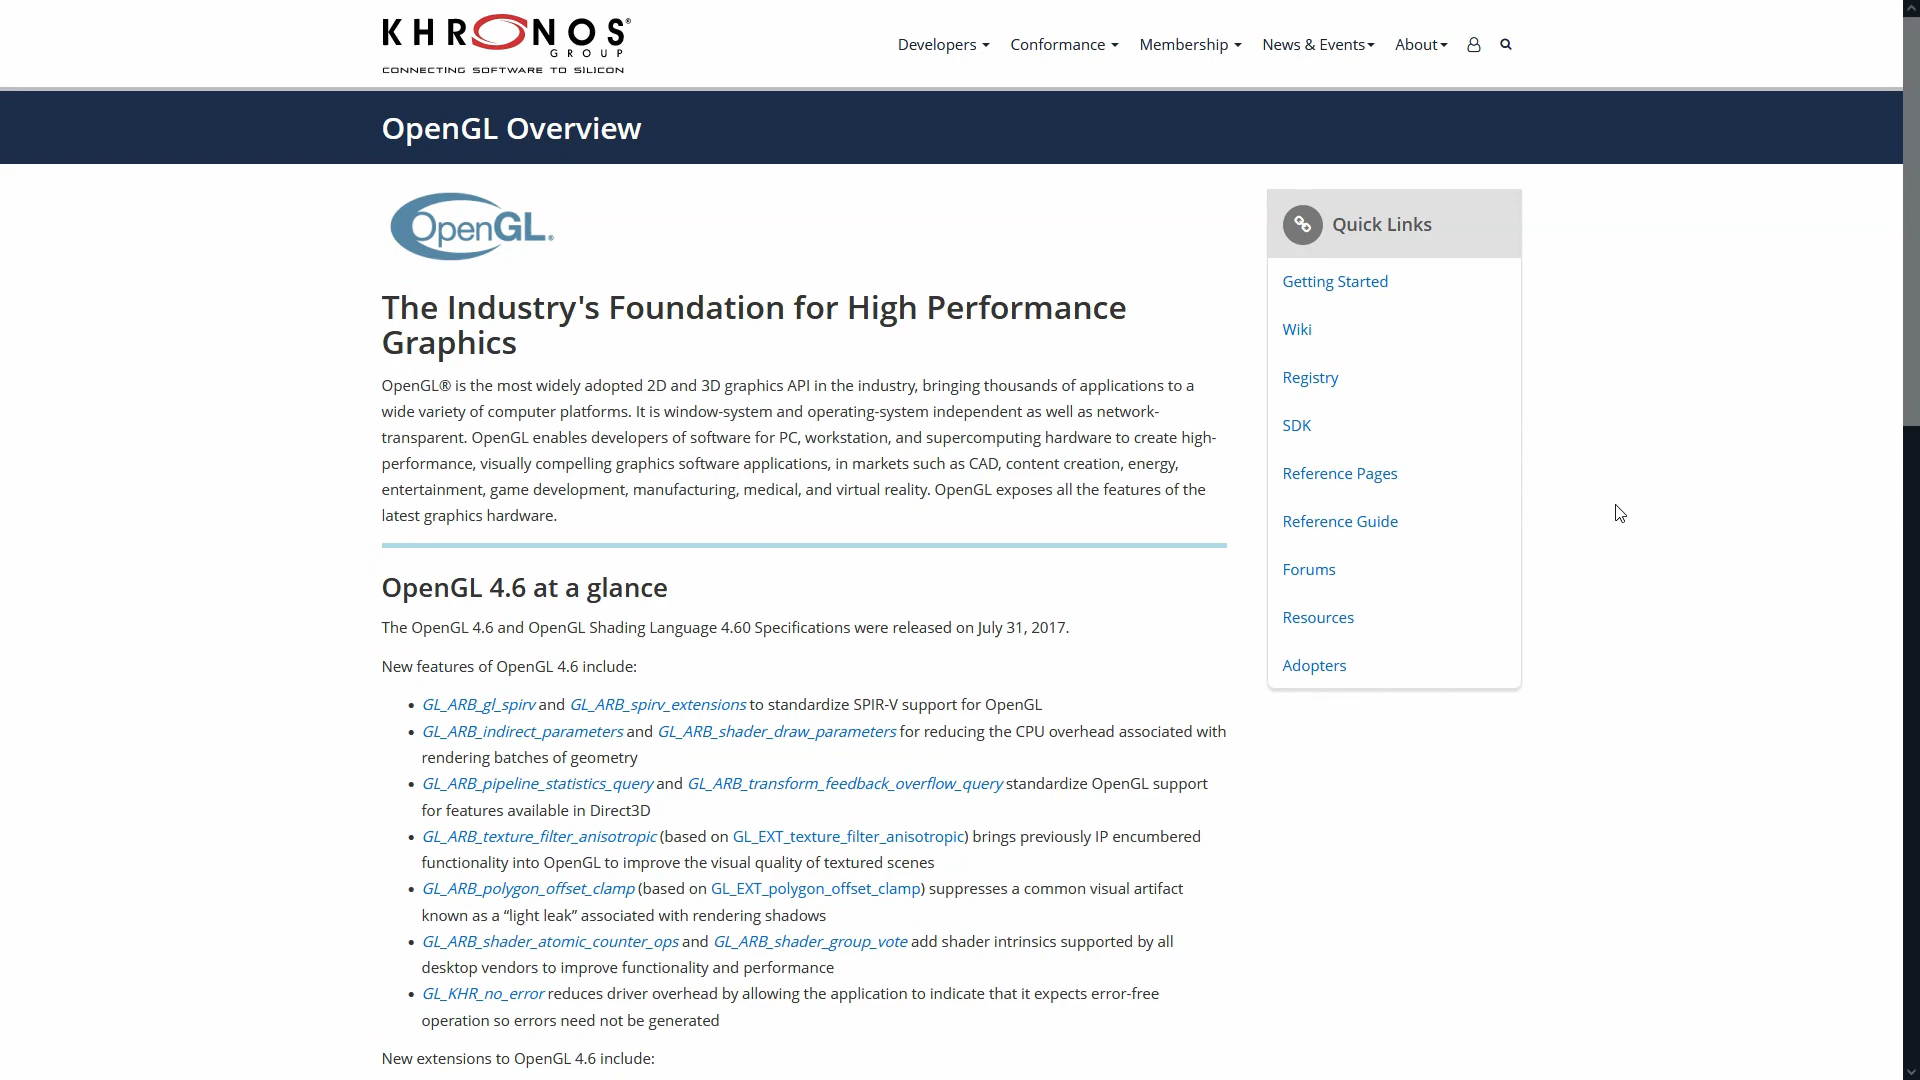 KHRONOS®
GROUP
CONNECTING SOFTWARE TO SILICON
Developers
Conformance
Membership
News & Events
About
OpenGL Overview
OpenGL®
The Industry's Foundation for High Performance
Graphics
OpenGL® is the most widely adopted 2D and 3D graphics API in the industry, bringing thousands of applications to a
wide variety of computer platforms. It is window-system and operating-system independent as well as network-
transparent. OpenGL enables developers of software for PC, workstation, and supercomputing hardware to create high-
performance, visually compelling graphics software applications, in markets such as CAD, content creation, energy,
entertainment, game development, manufacturing, medical, and virtual reality. OpenGL exposes all the features of the
latest graphics hardware.
OpenGL 4.6 at a glance
The OpenGL 4.6 and OpenGL Shading Language 4.60 Specifications were released on July 31, 2017.
New features of OpenGL 4.6 include:
• GL_ARB_gl_spirv and GL_ARB_spirv_extensions to standardize SPIR-V support for OpenGL
• GL_ARB_indirect_parameters and GL_ARB_shader_draw_parameters for reducing the CPU overhead associated with
rendering batches of geometry
• GL_ARB_pipeline_statistics_query and GL_ARB_transform_feedback_overflow_query standardize OpenGL support
for features available in Direct3D
• GL_ARB_texture_filter_anisotropic (based on GL_EXT_texture_filter_anisotropic) brings previously IP encumbered
functionality into OpenGL to improve the visual quality of textured scenes
• GL_ARB_polygon_offset_clamp (based on GL_EXT_polygon_offset_clamp) suppresses a common visual artifact
known as a “light leak” associated with rendering shadows
• GL_ARB_shader_atomic_counter_ops and GL_ARB_shader_group_vote add shader intrinsics supported by all
desktop vendors to improve functionality and performance
• GL_KHR_no_error reduces driver overhead by allowing the application to indicate that it expects error-free
operation so errors need not be generated
New extensions to OpenGL 4.6 include:
Quick Links
Getting Started
Wiki
Registry
SDK
Reference Pages
Reference Guide
Forums
Resources
Adopters